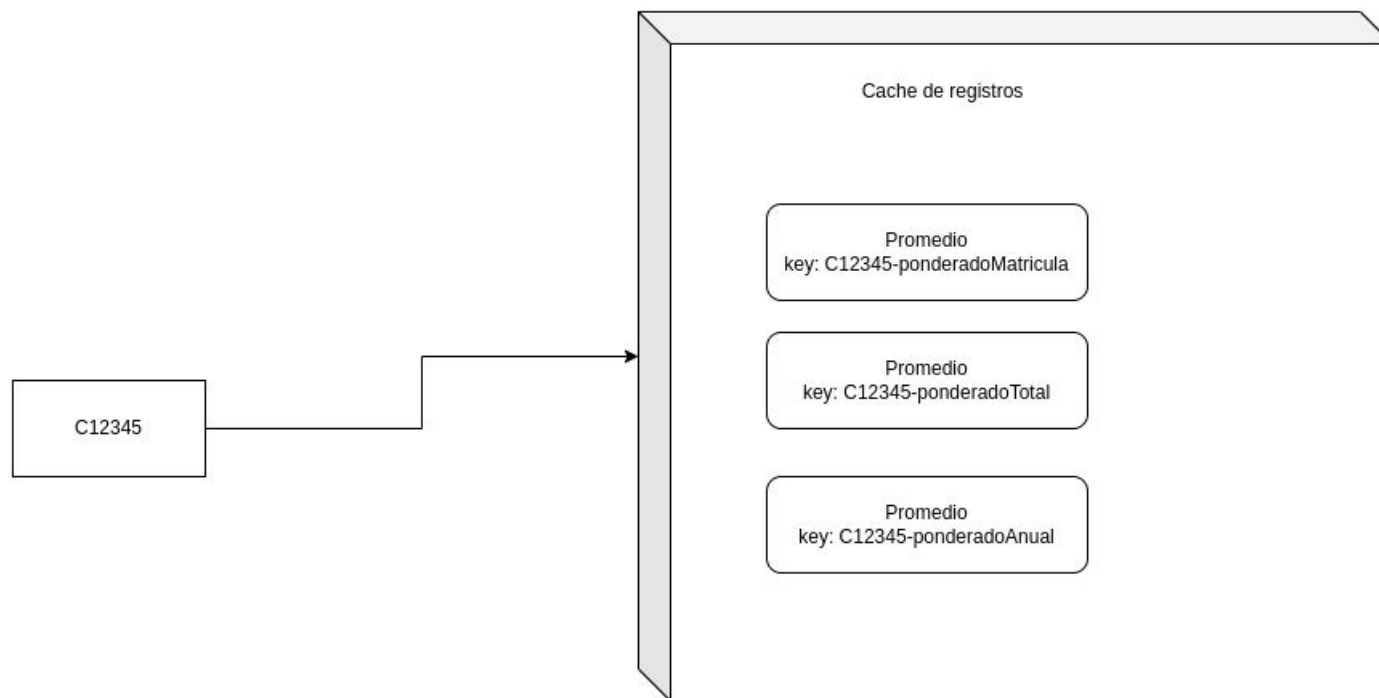 Cache de registros
Promedio
key: C12345-ponderadoMatricula
Promedio
key: C12345-ponderadoTotal
C12345
Promedio
key: C12345-ponderadoAnual